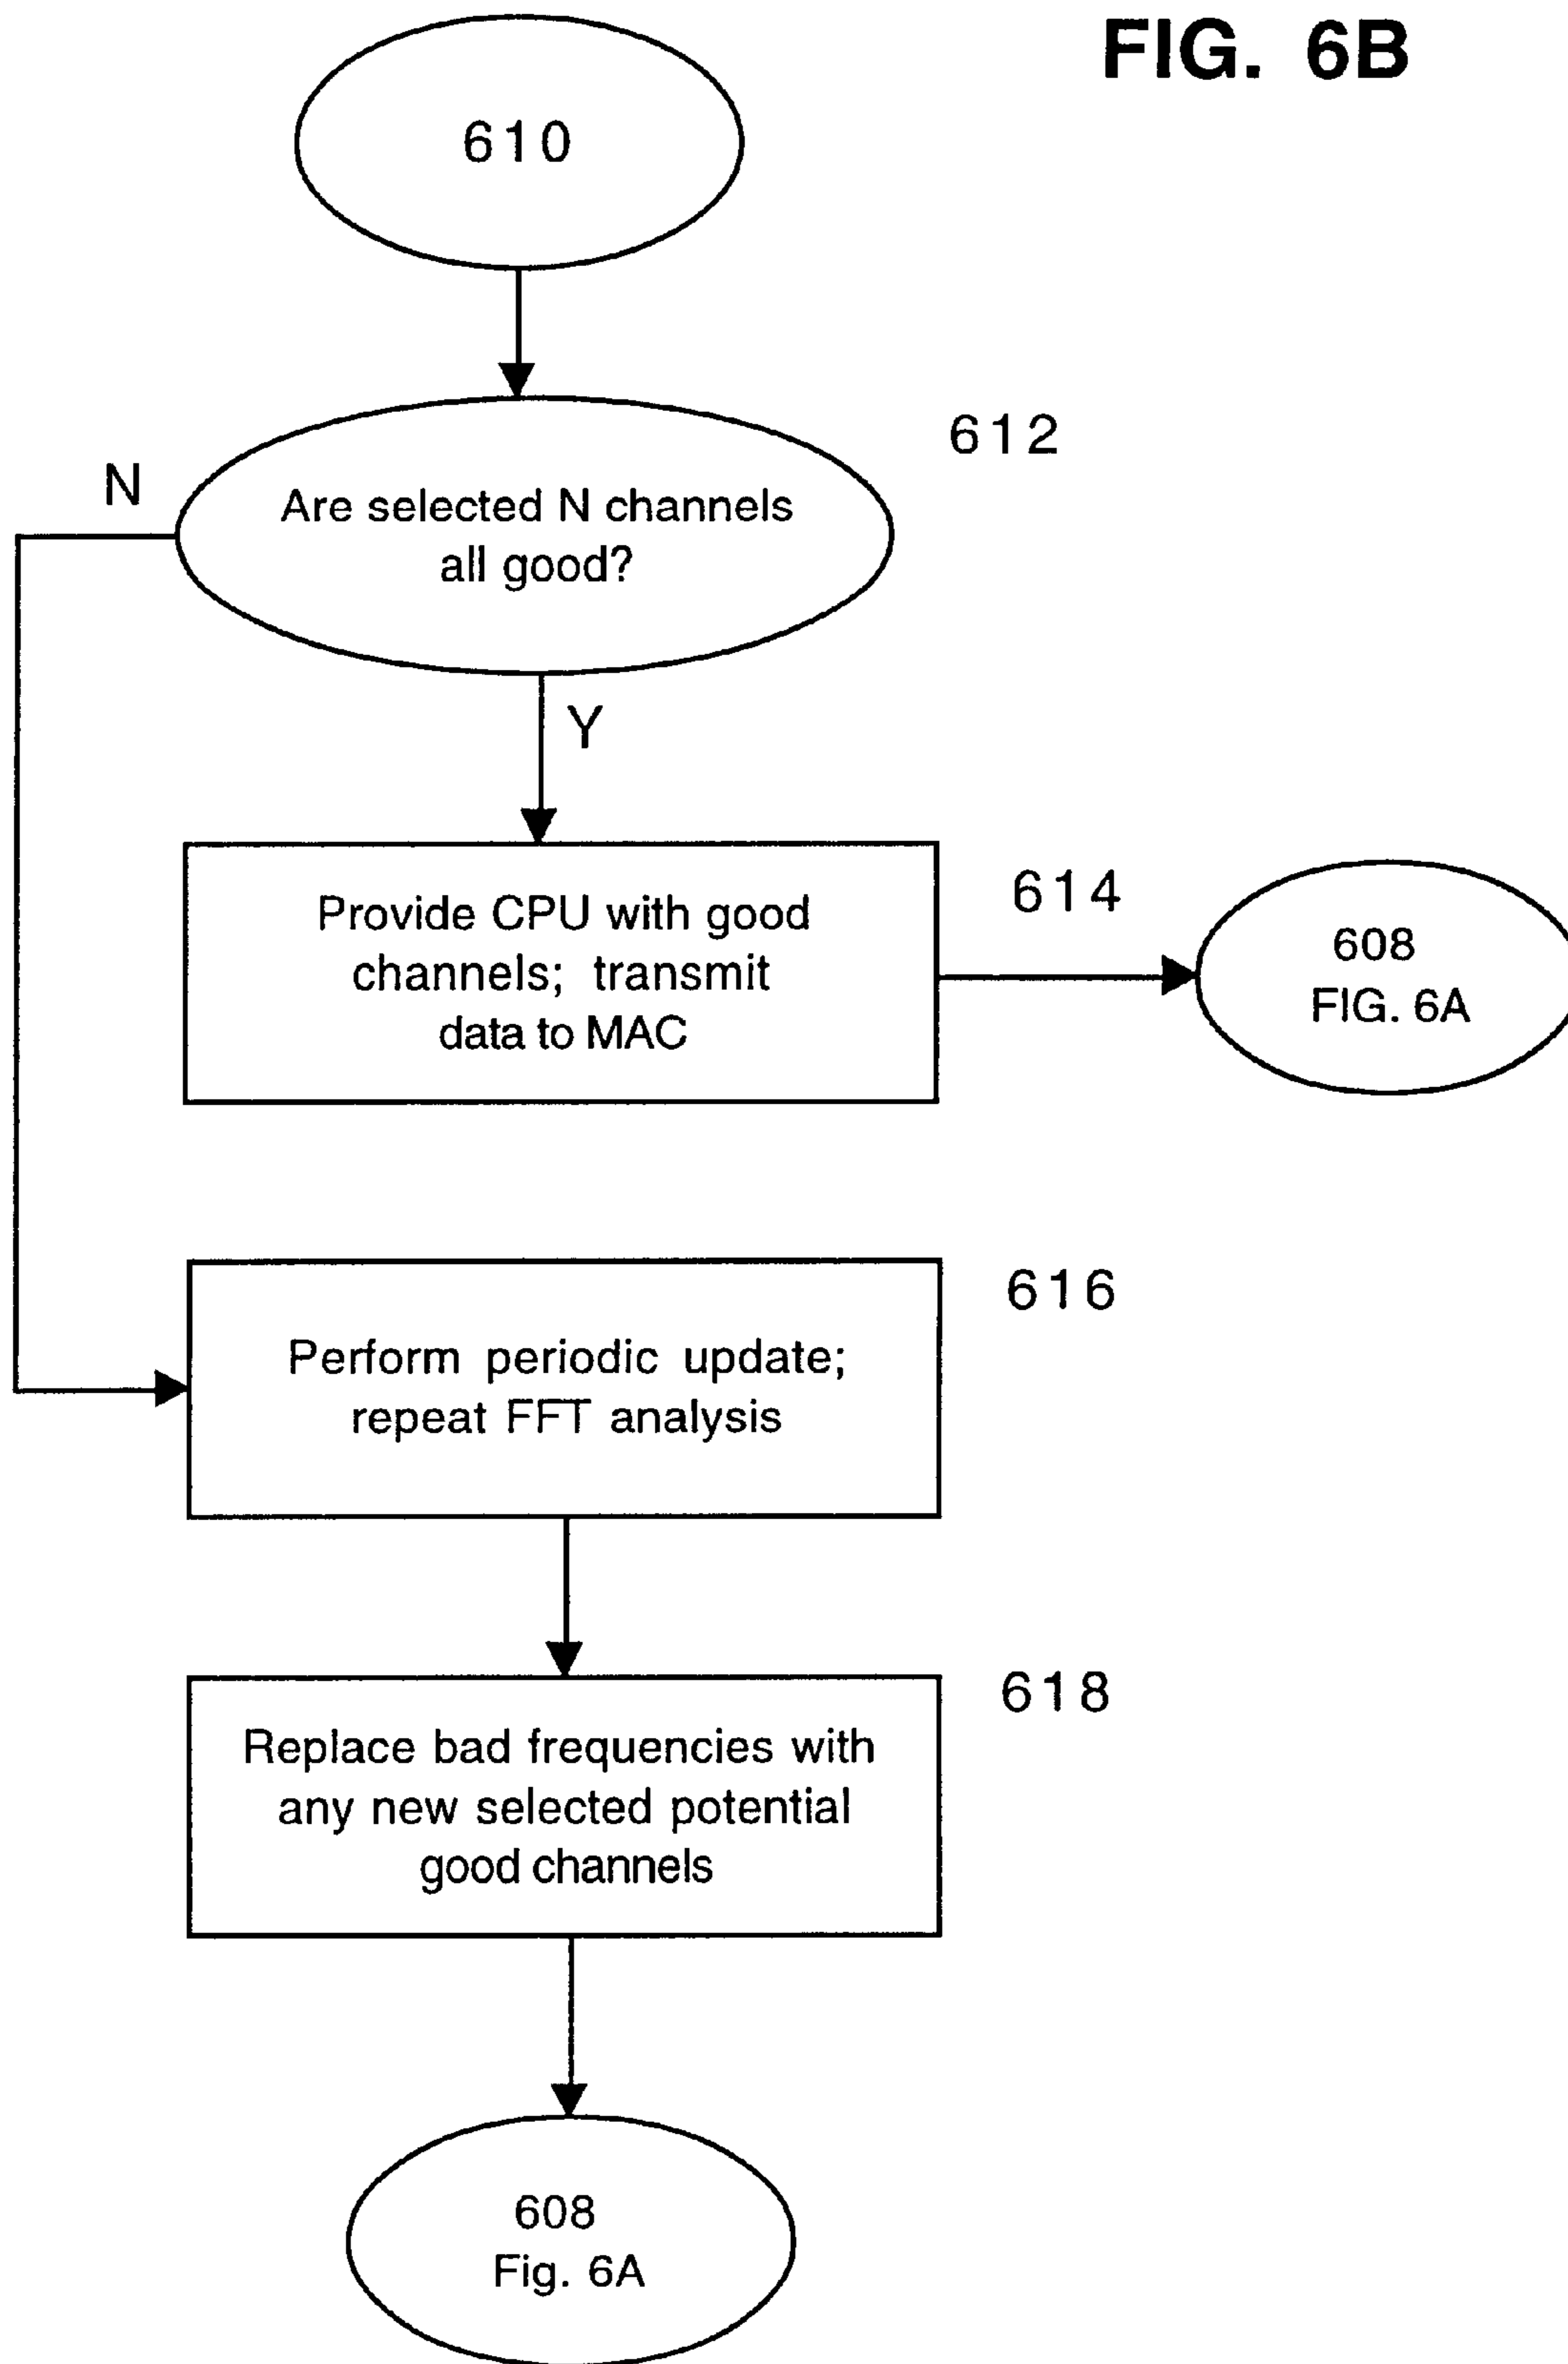 FIG. 6B
610
612
N
Are selected N channels
all good?
Y
614
Provide CPU with good
channels; transmit
data to MAC
608
FIG. 6A
616
Perform periodic update;
repeat FFT analysis
618
Replace bad frequencies with
any new selected potential
good channels
608
Fig. 6A